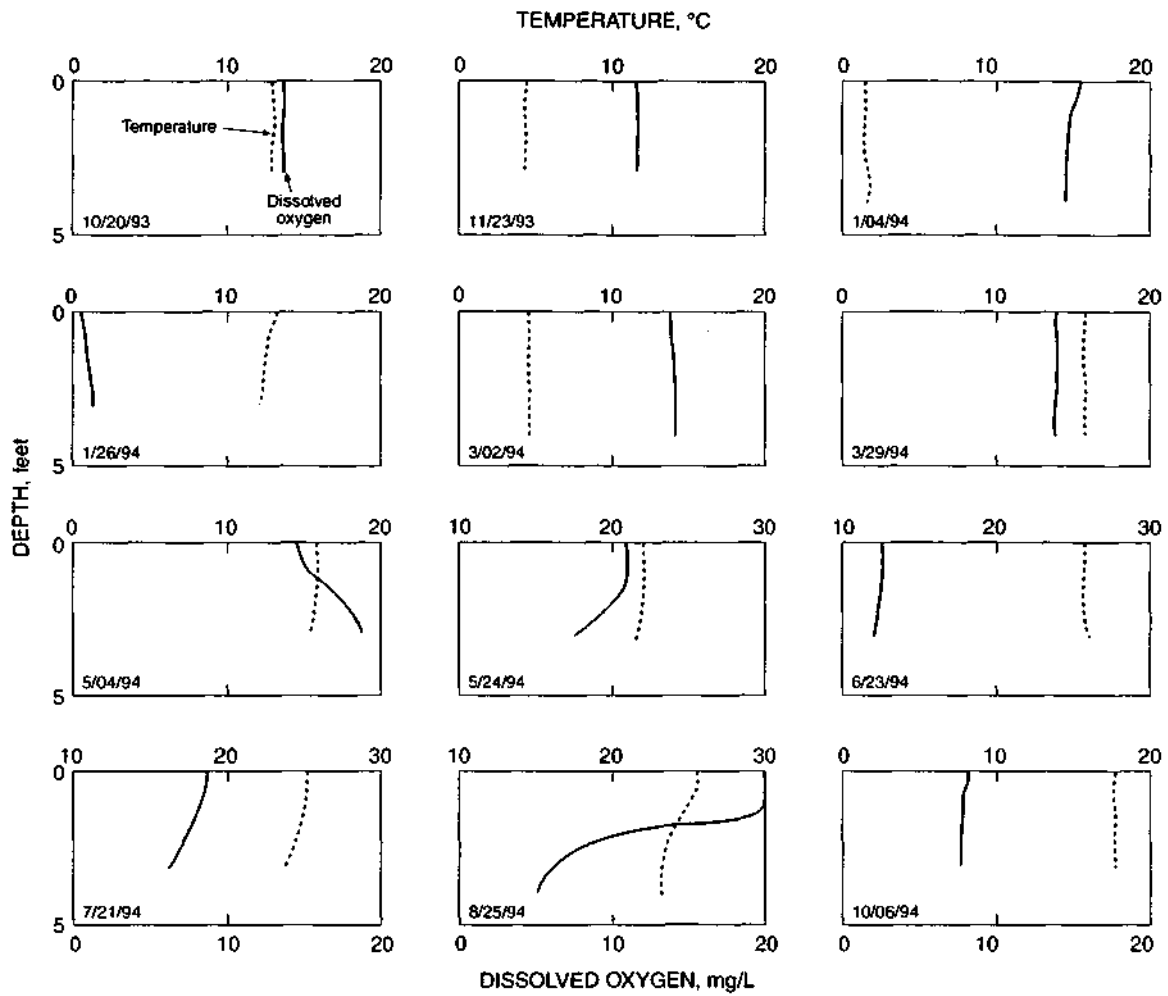 TEMPERATURE, °C
0 10 20 0 10 20 0 10 20
0
Temperature
Dissolved
oxygen
10/20/93 11/23/93 1/04/94
5
0 10 20 0 10 20 0 10 20
0
1/26/94 3/02/94 3/29/94
5
DEPTH, feet
0 10 20 10 20 30 10 20 30
0
5/04/94 5/24/94 6/23/94
5
10 20 30 10 20 30 0 10 20
0
7/21/94 8/25/94 10/06/94
5
0 10 20 0 10 20 0 10 20
DISSOLVED OXYGEN, mg/L